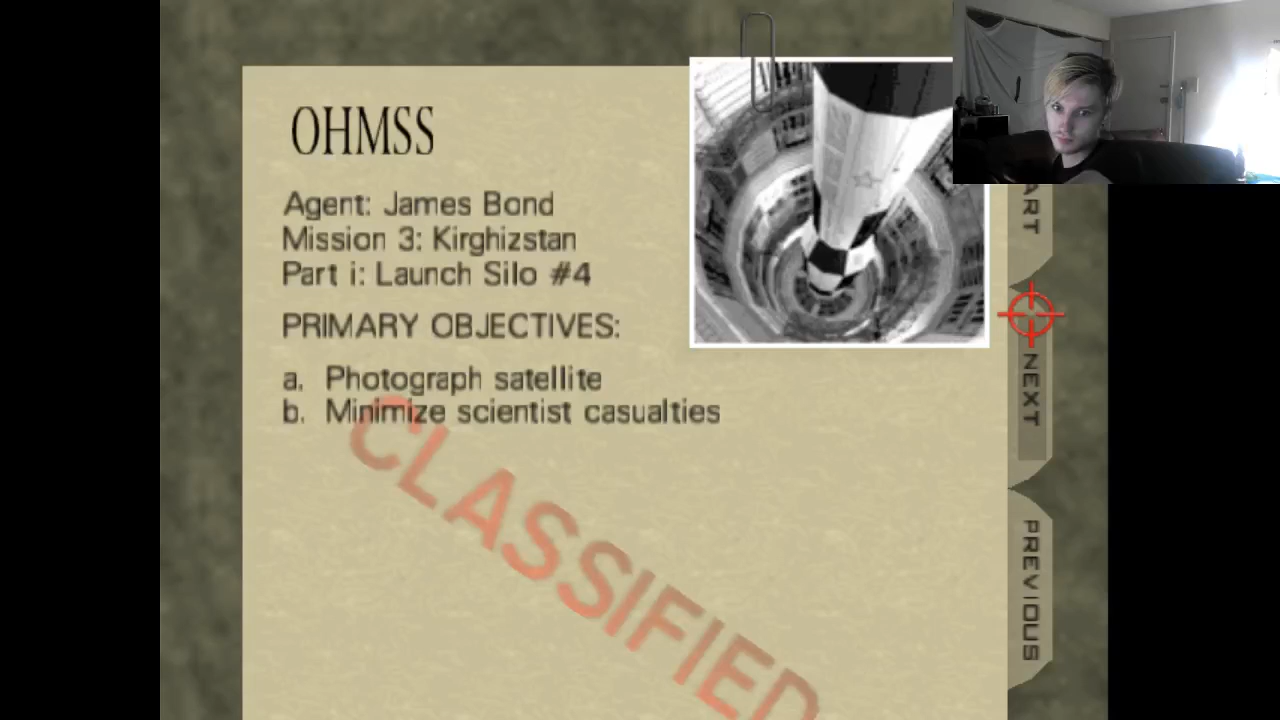 OHMSS
Agent: James Bond
Mission 3: Kirghizstan
Part i: Launch Silo #4
PRIMARY OBJECTIVES:
a. Photograph satellite
b. Minimize scientist casualties
CLASSIFIED
ART
NEXT
PREVIOUS